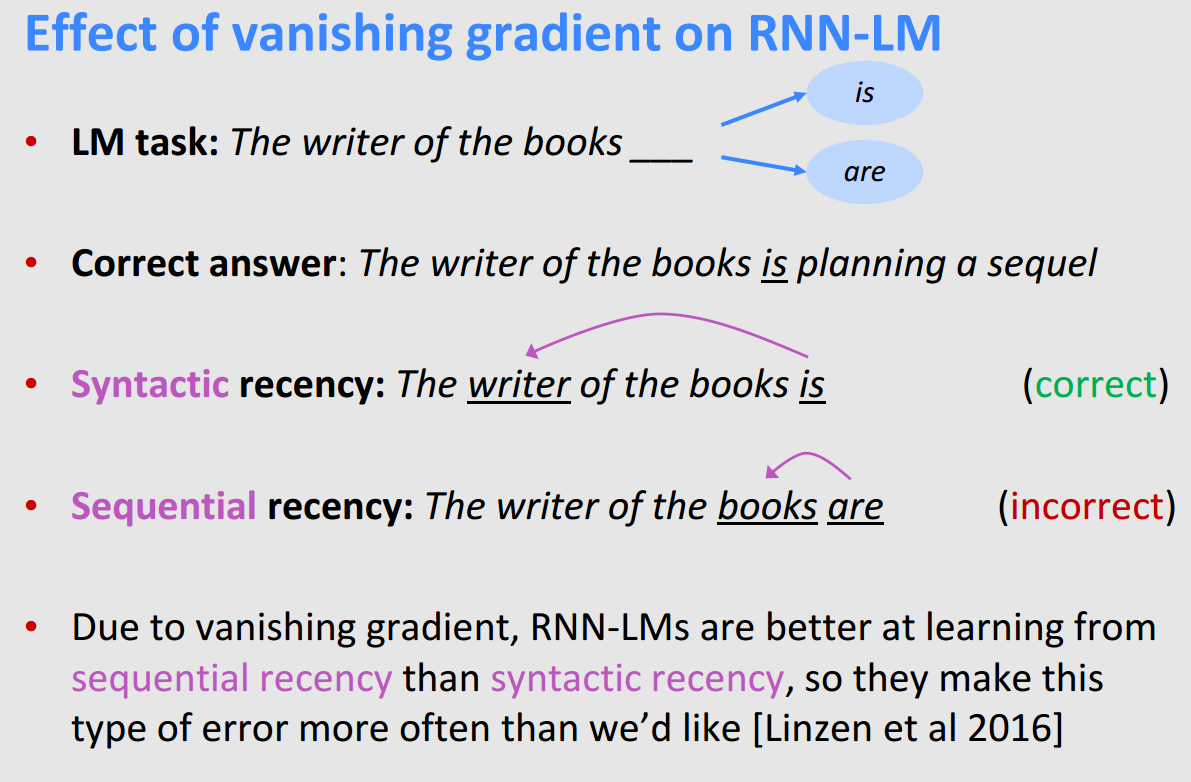 Effect of vanishing gradient on RNN-LM
is
• LM task: The writer of the books ___
are
• Correct answer: The writer of the books is planning a sequel
• Syntactic recency: The writer of the books is (correct)
• Sequential recency: The writer of the books are (incorrect)
• Due to vanishing gradient, RNN-LMs are better at learning from
sequential recency than syntactic recency, so they make this
type of error more often than we’d like [Linzen et al 2016]